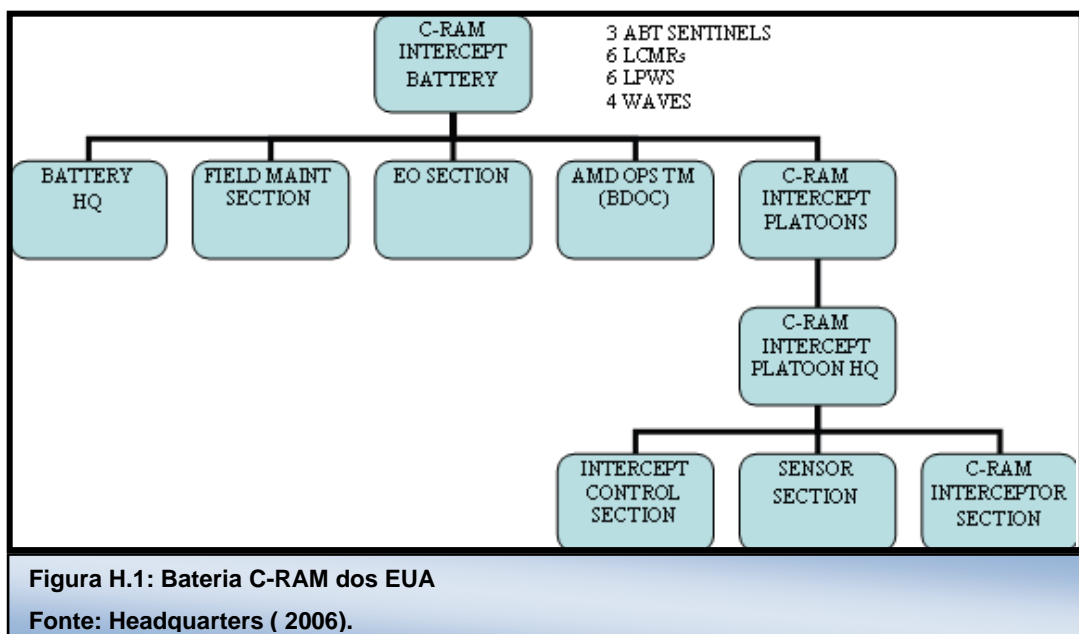 C-RAM
INTERCEPT
BATTERY
3 ABT SENTINELS
6 LCMRs
6 LPWS
4 WAVES
BATTERY
HQ
FIELD MAINT
SECTION
EO SECTION
AMD OPS TM
(BDOC)
C-RAM
INTERCEPT
PLATOONS
C-RAM
INTERCEPT
PLATOON HQ
INTERCEPT
CONTROL
SECTION
SENSOR
SECTION
C-RAM
INTERCEPTOR
SECTION
Figura H.1: Bateria C-RAM dos EUA
Fonte: Headquarters ( 2006).